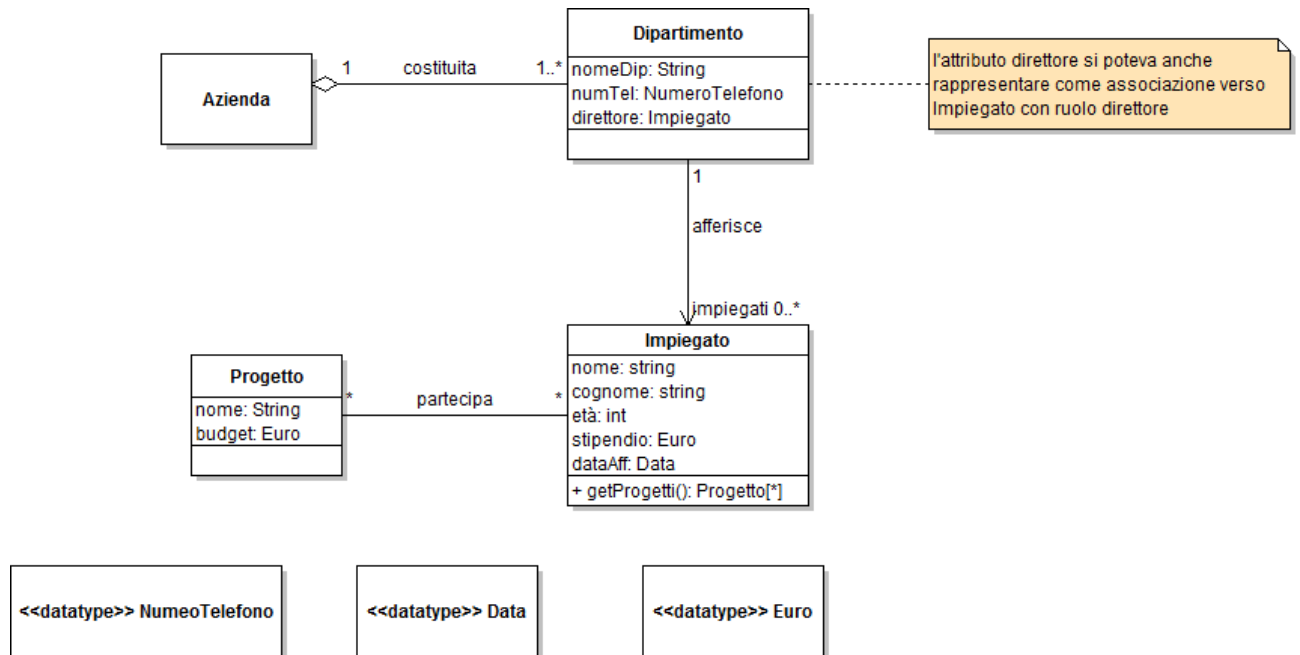 Azienda
1
costituita
1..*
Dipartimento
nomeDip: String
numTel: NumeroTelefono
direttore: Impiegato
l'attributo direttore si poteva anche
rappresentare come associazione verso
Impiegato con ruolo direttore
1
afferisce
impiegati 0..*
Progetto
nome: String
budget: Euro
*
partecipa
*
Impiegato
nome: string
cognome: string
età: int
stipendio: Euro
dataAff: Data
+ getProgetti(): Progetto[*]
<<datatype>> NumeoTelefono
<<datatype>> Data
<<datatype>> Euro